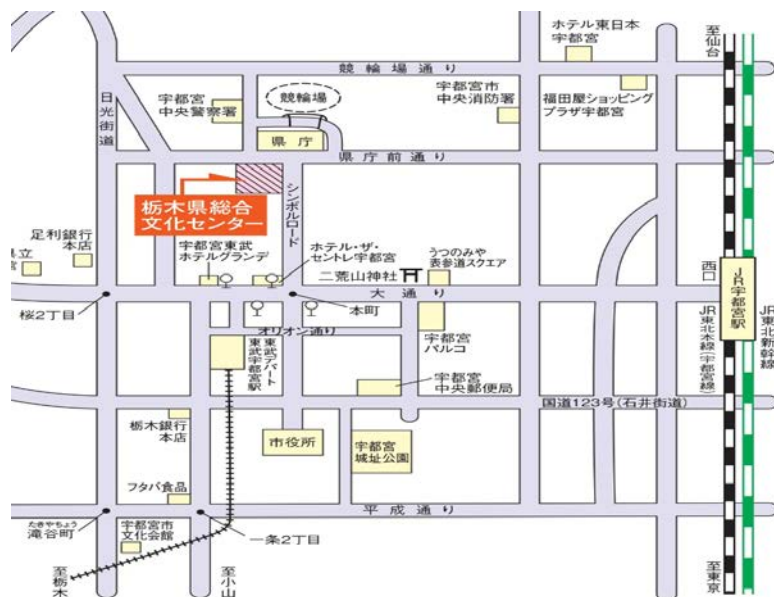 ホテル東日本
宇都宮
至仙台
競輪場通り
日光街道
宇都宮
中央警察署
競輪場
宇都宮市
中央消防署
福田屋ショッピング
プラザ宇都宮
県庁
県庁前通り
栃木県総合
文化センター
シンボルロード
足利銀行
本店
宇都宮東武
ホテルグランデ
ホテル・ザ・
セントレ宇都宮
二荒山神社
うつのみや
表参道スクエア
西口
JR宇都宮駅
大通り
桜2丁目
本町
オリオン通り
東武デパート
東武宇都宮駅
宇都宮
パルコ
JR東北本線(宇都宮線)
JR東北新幹線
宇都宮
中央郵便局
国道123号(石井街道)
栃木銀行
本店
市役所
宇都宮
城址公園
フタバ食品
平成通り
たきやちょう
滝谷町
宇都宮市
文化会館
一条2丁目
至栃木
至小山
至東京